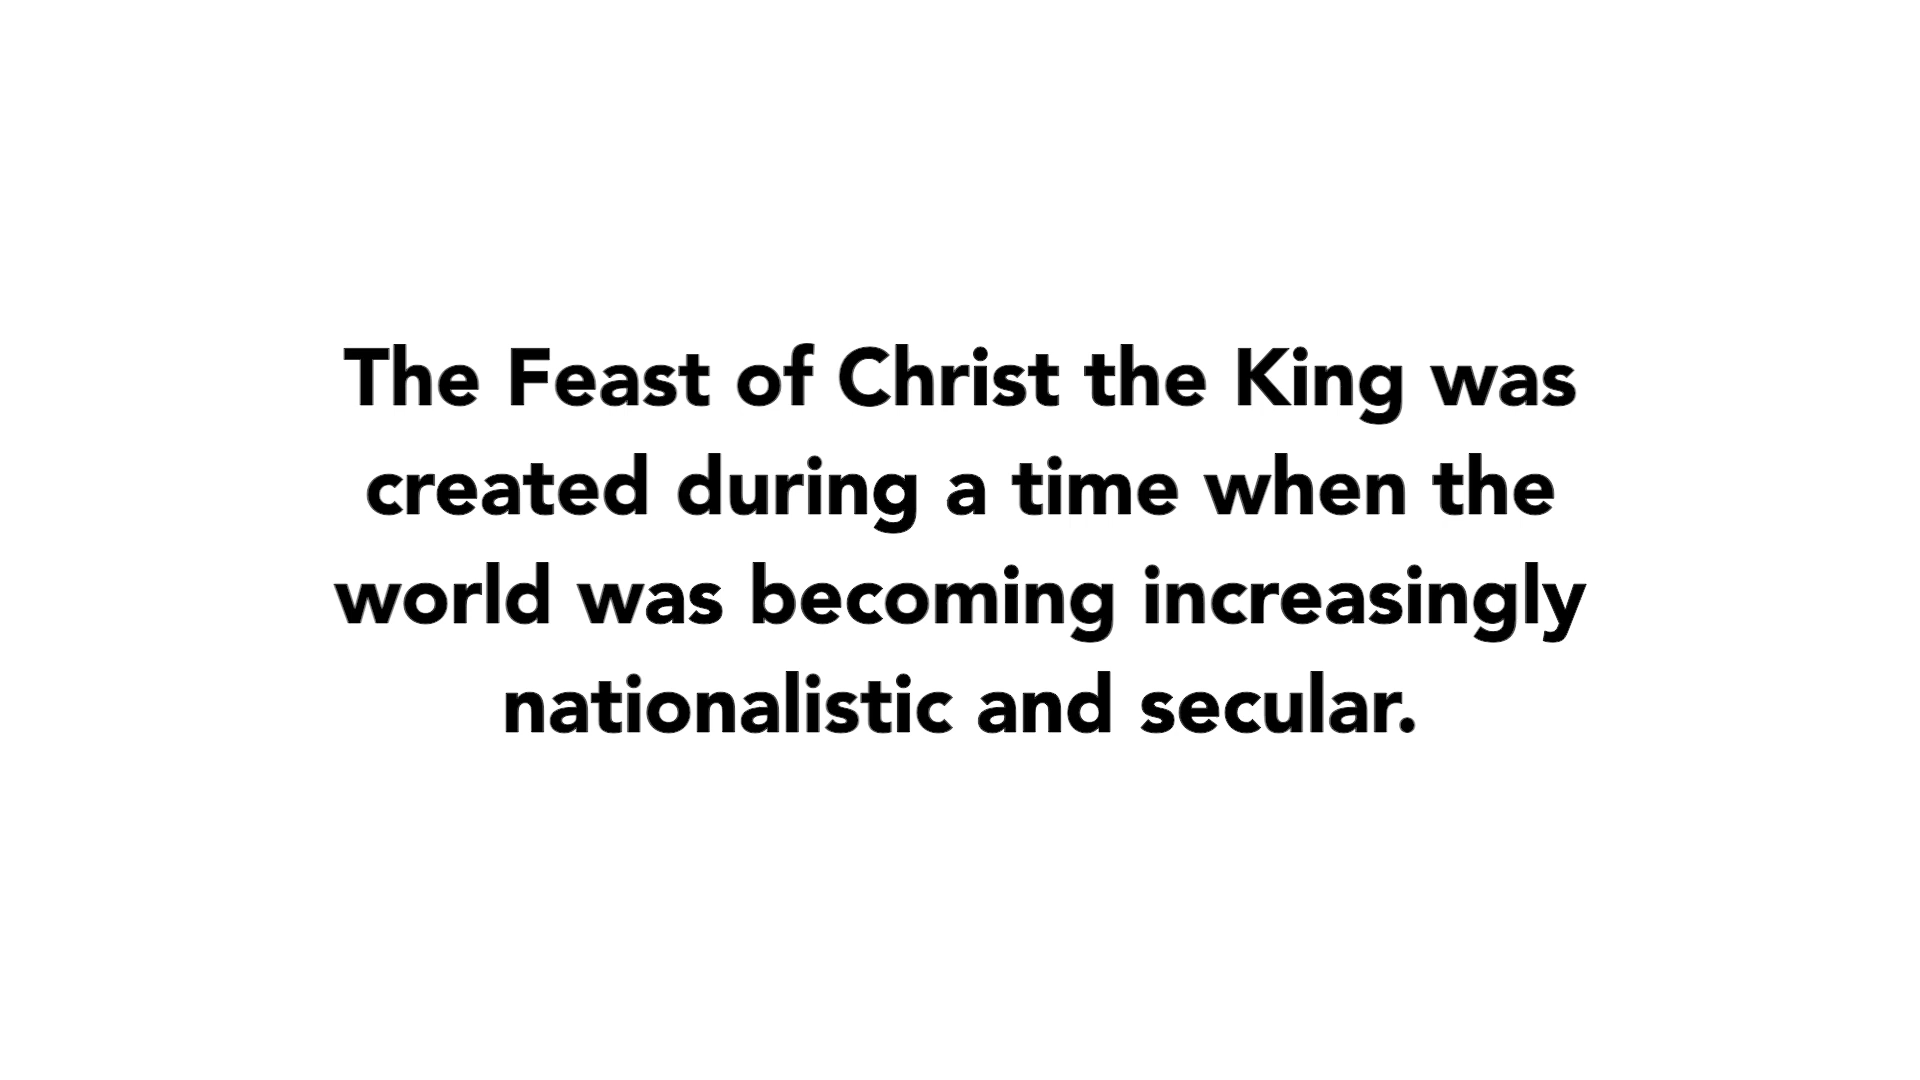 The Feast of Christ the King was
created during a time when the
world was becoming increasingly
nationalistic and secular.